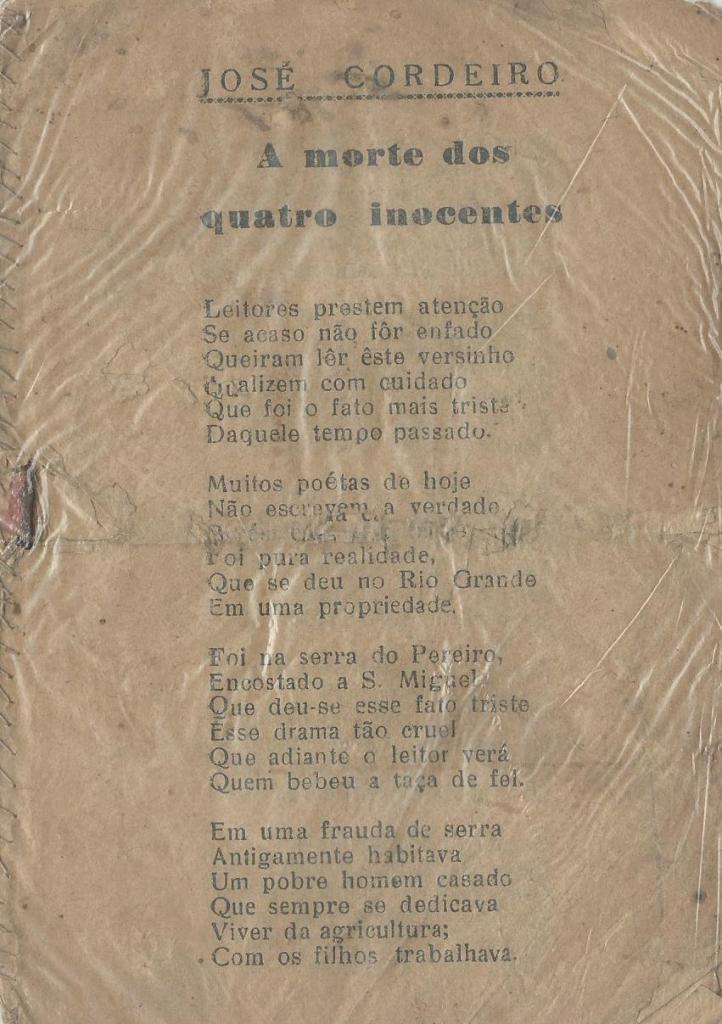 JOSÉ CORDEIRO
A morte dos
quatro inocentes
Leitores prestem atenção
Se acaso não fôr enfado
Queiram lêr êste versinho
Qualizem com cuidado
Que foi o fato mais triste
Daquele tempo passado.
Muitos poétas de hoje
Não escrevem a verdade
Foi pura realidade,
Que se deu no Rio Grande
Em uma propriedade.
Foi na serra do Pereiro,
Encostado a S. Miguel
Que deu-se esse fato triste
Esse drama tão cruel
Que adiante o leitor verá
Quem bebeu a taça de fel.
Em uma frauda de serra
Antigamente habitava
Um pobre homem casado
Que sempre se dedicava
Viver da agricultura;
Com os filhos trabalhava.